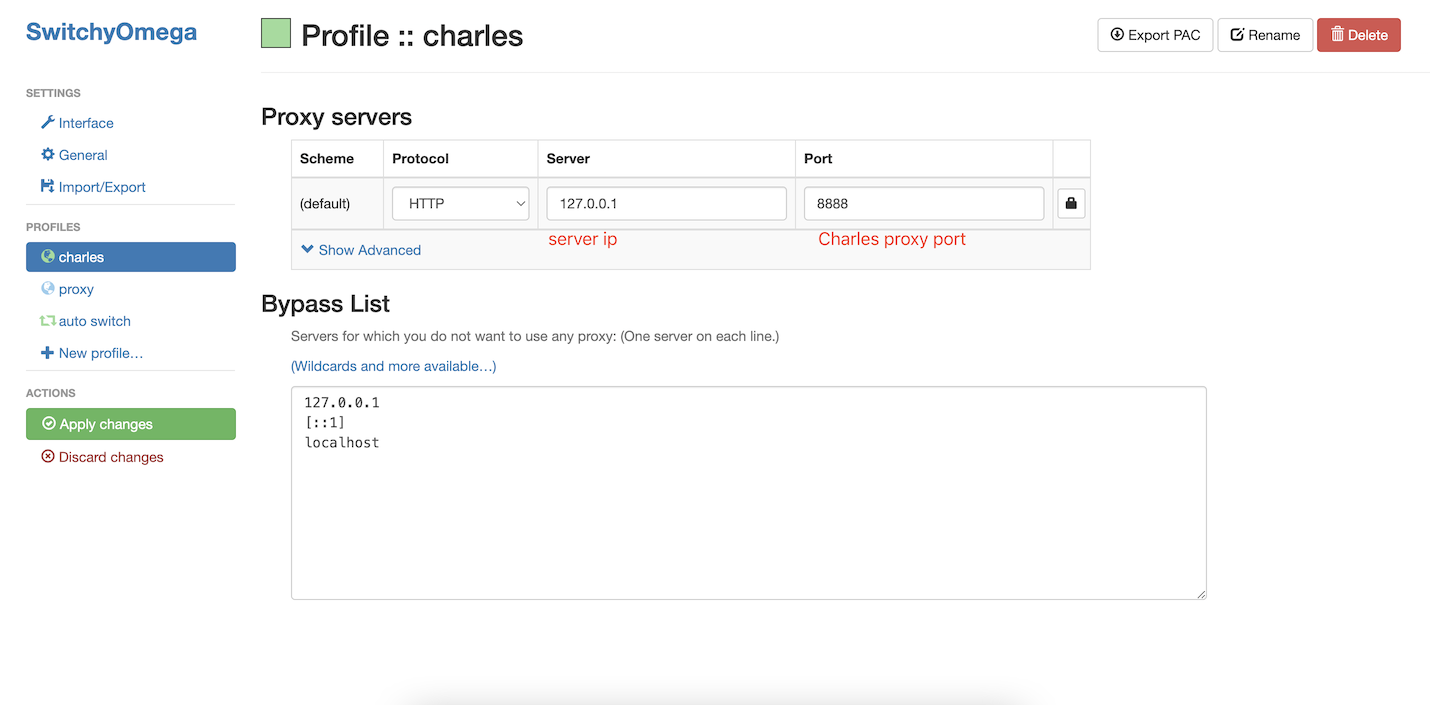 SwitchyOmega
Profile :: charles
Export PAC
Rename
Delete
SETTINGS
Interface
General
Import/Export
PROFILES
charles
proxy
auto switch
New profile…
ACTIONS
Apply changes
Discard changes
Proxy servers
Scheme Protocol Server Port
(default) HTTP 127.0.0.1 8888
server ip Charles proxy port
Show Advanced
Bypass List
Servers for which you do not want to use any proxy: (One server on each line.)
(Wildcards and more available…)
127.0.0.1
[::1]
localhost